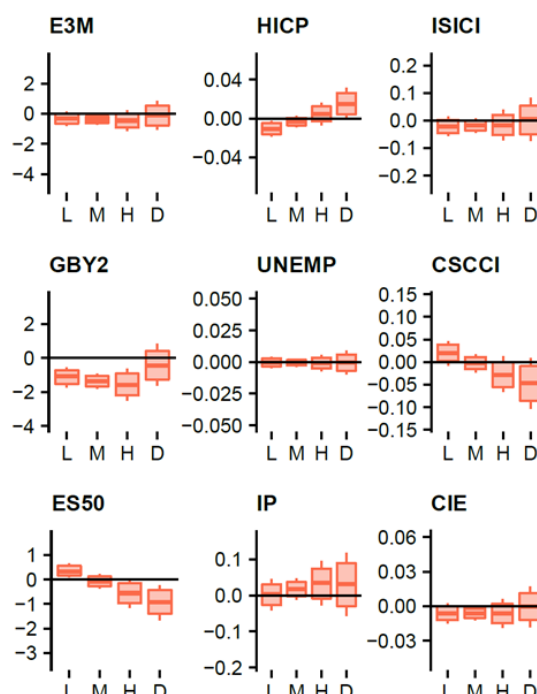 E3M HICP ISICI
2 0.04 0.2
0 0.00 0.1
−2 −0.04 0.0
−4 −0.1
−0.2
L M H D L M H D L M H D
GBY2 UNEMP CSCCI
2 0.050 0.15
0 0.025 0.10
−2 0.000 0.05
−4 −0.025 0.00
−0.050 −0.05
−0.10
−0.15
L M H D L M H D L M H D
ES50 IP CIE
1 0.1 0.06
0 0.0 0.03
−1 −0.1 0.00
−2 −0.2 −0.03
−3
L M H D L M H D L M H D